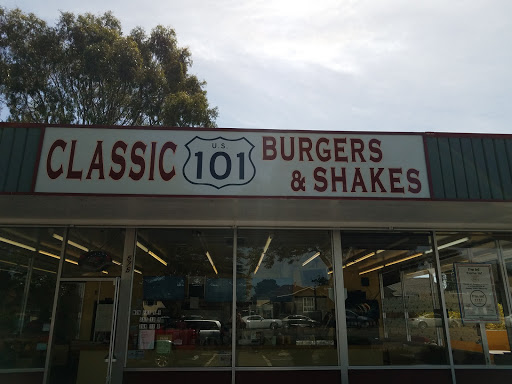 CLASSIC
U.S.
101
BURGERS
& SHAKES